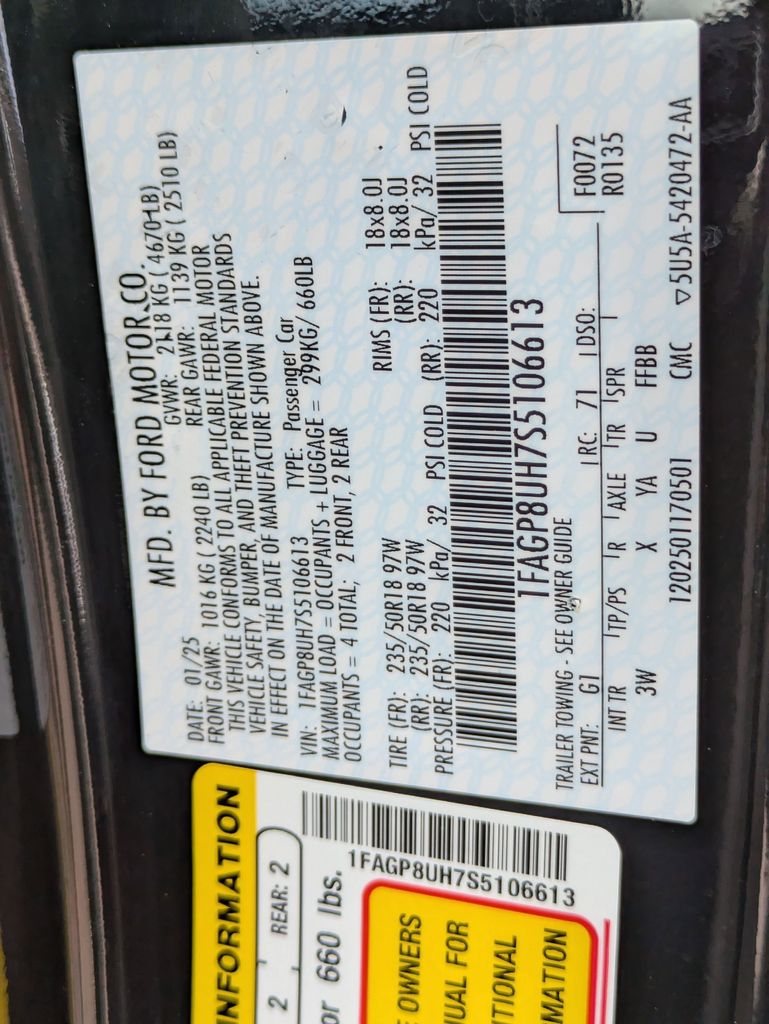 MFD. BY FORD MOTOR CO.
DATE: 01/25 GVWR: 2118 KG ( 4670 LB)
FRONT GAWR: 1016 KG ( 2240 LB) REAR GAWR: 1139 KG ( 2510 LB)
THIS VEHICLE CONFORMS TO ALL APPLICABLE FEDERAL MOTOR
VEHICLE SAFETY, BUMPER, AND THEFT PREVENTION STANDARDS
IN EFFECT ON THE DATE OF MANUFACTURE SHOWN ABOVE.
VIN: 1FAGP8UH7S5106613 TYPE: Passenger Car
MAXIMUM LOAD = OCCUPANTS + LUGGAGE = 299KG/ 660LB
OCCUPANTS = 4 TOTAL; 2 FRONT, 2 REAR
TIRE (FR): 235/50R18 97W RIMS (FR): 18x8.0J
(RR): 235/50R18 97W (RR): 18x8.0J
PRESSURE (FR): 220 kPa/ 32 PSI COLD (RR): 220 kPa/ 32 PSI COLD
1FAGP8UH7S5106613
TRAILER TOWING - SEE OWNER GUIDE F0072
EXT PNT: G1 RC: 71 DSO: R0135
INT TR TP/PS R AXLE TR SPR
3W X YA U FFBB
1202501170501 CMC ▽5U5A-5420472-AA
INFORMATION
2 REAR: 2
or 660 lbs.
1FAGP8UH7S5106613
OWNERS
UAL FOR
TIONAL
INFORMATION